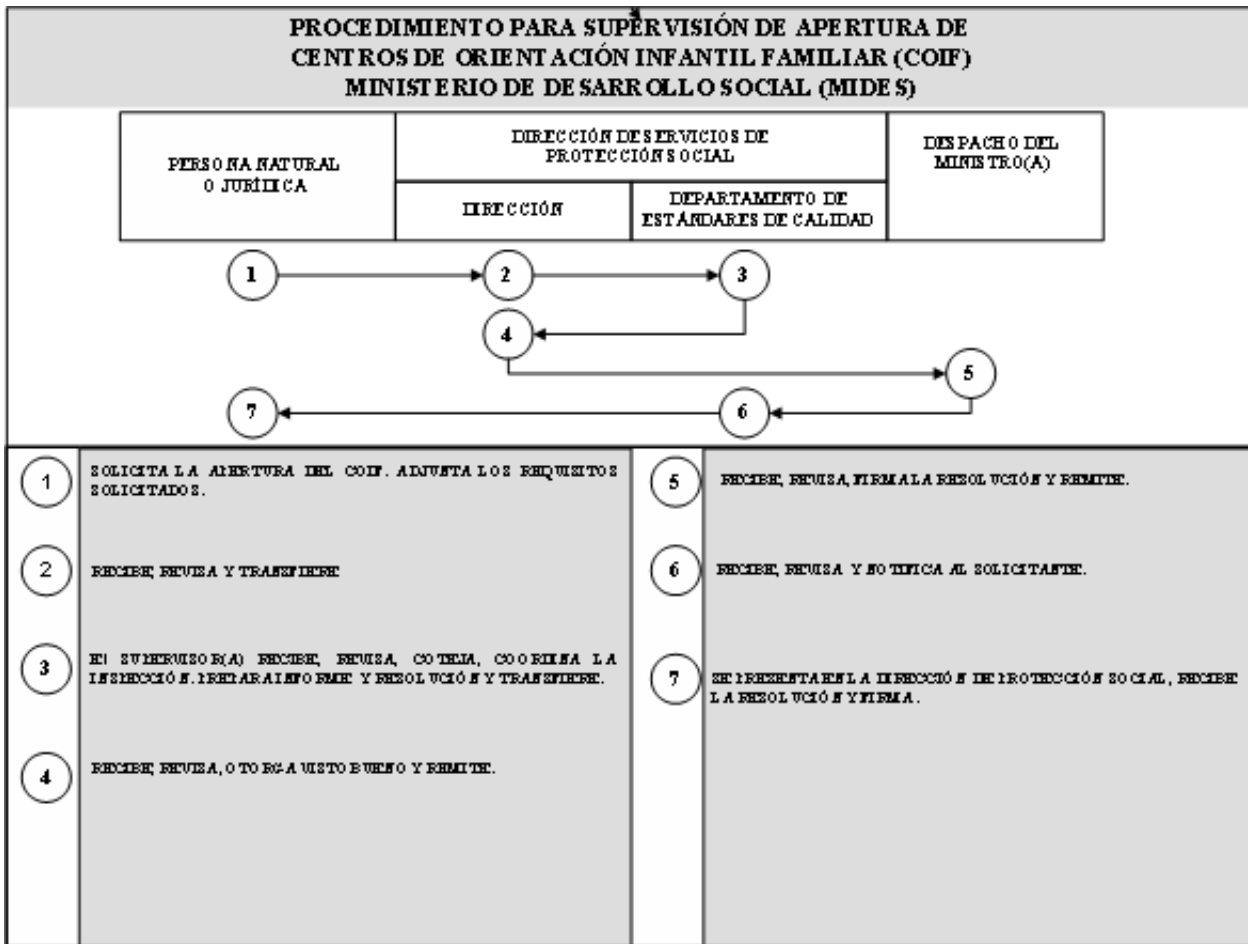 PROCEDIMIENTO PARA SUPERVISIÓN DE APERTURA DE
CENTROS DE ORIENTACIÓN INFANTIL FAMILIAR (COIF)
MINISTERIO DE DESARROLLO SOCIAL (MIDES)
PERSONA NATURAL
O JURÍDICA
DIRECCIÓN DE SERVICIOS DE
PROTECCIÓN SOCIAL
DIRECCIÓN
DEPARTAMENTO DE
ESTÁNDARES DE CALIDAD
DESPACHO DEL
MINISTRO(A)
1
2
3
4
5
7
6
1
SOLICITA LA APERTURA DEL COIF. ADJUNTA LOS REQUISITOS
SOLICITADOS.
2
RECIBE, REVISA Y TRANSFIERE
3
El SUPERVISOR(A) RECIBE, REVISA, COTEJA, COORDINA LA
INSPECCIÓN. PREPARA INFORME Y RESOLUCIÓN Y TRANSFIERE.
4
RECIBE, REVISA, OTORGA VISTO BUENO Y REMITE.
5
RECIBE, REVISA, FIRMA LA RESOLUCIÓN Y REMITE.
6
RECIBE, REVISA Y NOTIFICA AL SOLICITANTE.
7
SE PRESENTA EN LA DIRECCIÓN DE PROTECCIÓN SOCIAL, RECIBE
LA RESOLUCIÓN Y FIRMA.